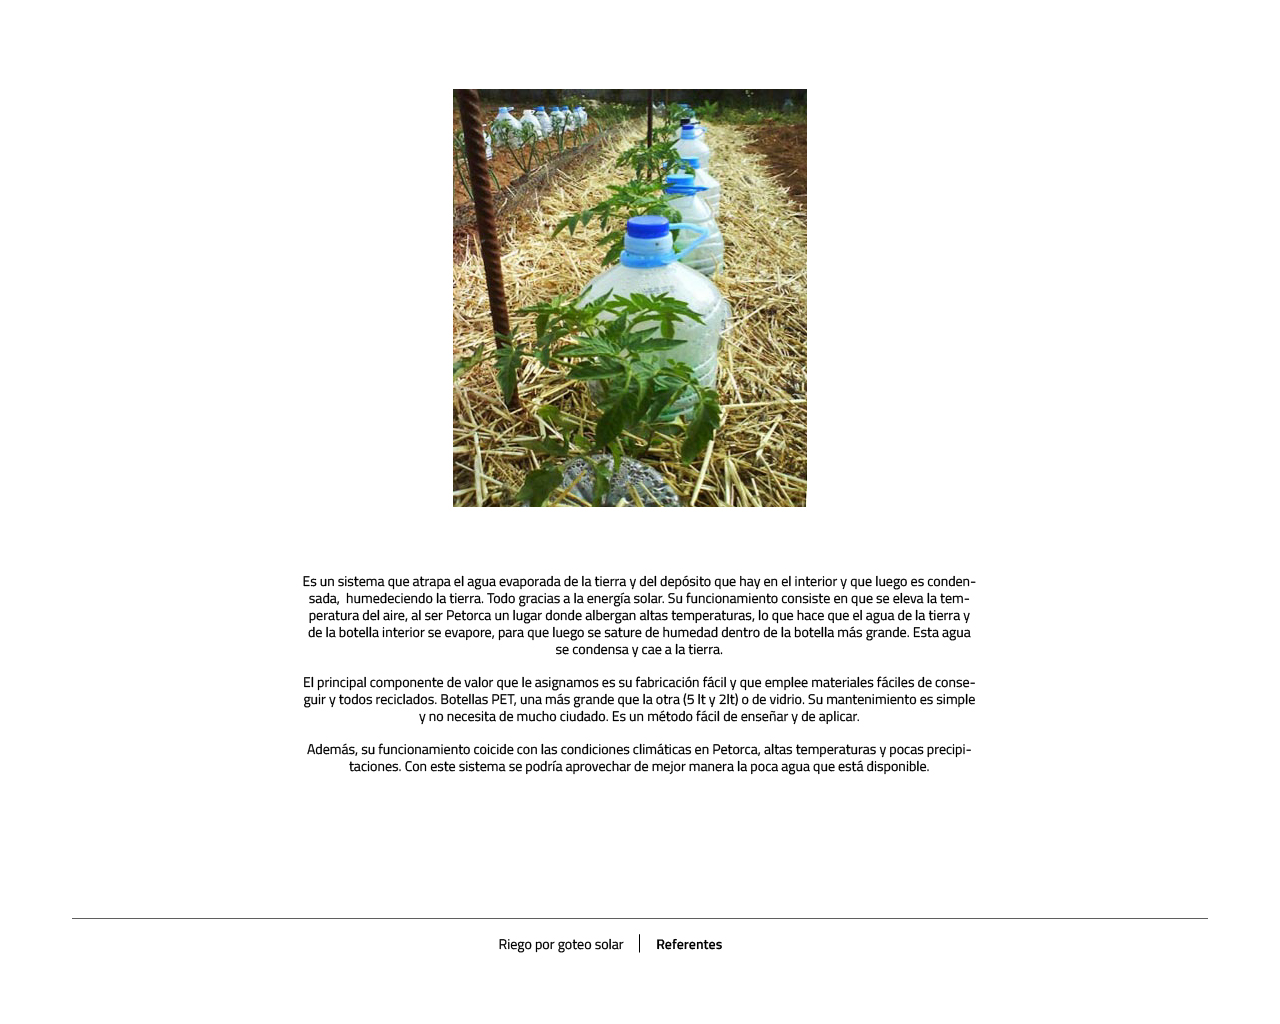 Es un sistema que atrapa el agua evaporada de la tierra y del depósito que hay en el interior y que luego es conden-
sada,  humedeciendo la tierra. Todo gracias a la energía solar. Su funcionamiento consiste en que se eleva la tem-
peratura del aire, al ser Petorca un lugar donde albergan altas temperaturas, lo que hace que el agua de la tierra y
de la botella interior se evapore, para que luego se sature de humedad dentro de la botella más grande. Esta agua
se condensa y cae a la tierra.
El principal componente de valor que le asignamos es su fabricación fácil y que emplee materiales fáciles de conse-
guir y todos reciclados. Botellas PET, una más grande que la otra (5 lt y 2lt) o de vidrio. Su mantenimiento es simple
y no necesita de mucho ciudado. Es un método fácil de enseñar y de aplicar.
Además, su funcionamiento coicide con las condiciones climáticas en Petorca, altas temperaturas y pocas precipi-
taciones. Con este sistema se podría aprovechar de mejor manera la poca agua que está disponible.
Riego por goteo solar | Referentes